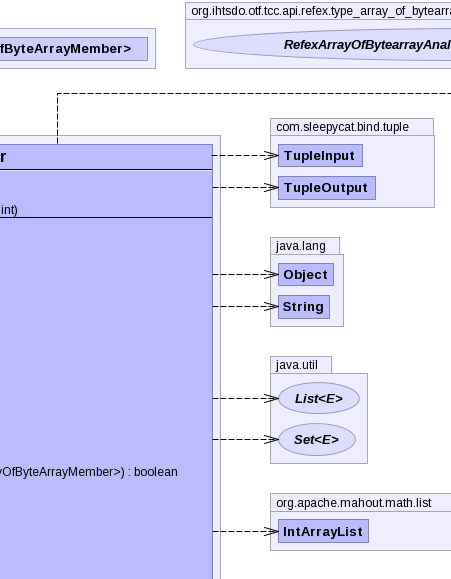 org.ihtsdo.otf.tcc.api.refex.type_array_of_bytearra
RefexArrayOfBytearrayAnal
fByteArrayMember>
com.sleepycat.bind.tuple
r
TupleInput
TupleOutput
int)
java.lang
Object
String
java.util
List<E>
Set<E>
yOfByteArrayMember>) : boolean
org.apache.mahout.math.list
IntArrayList